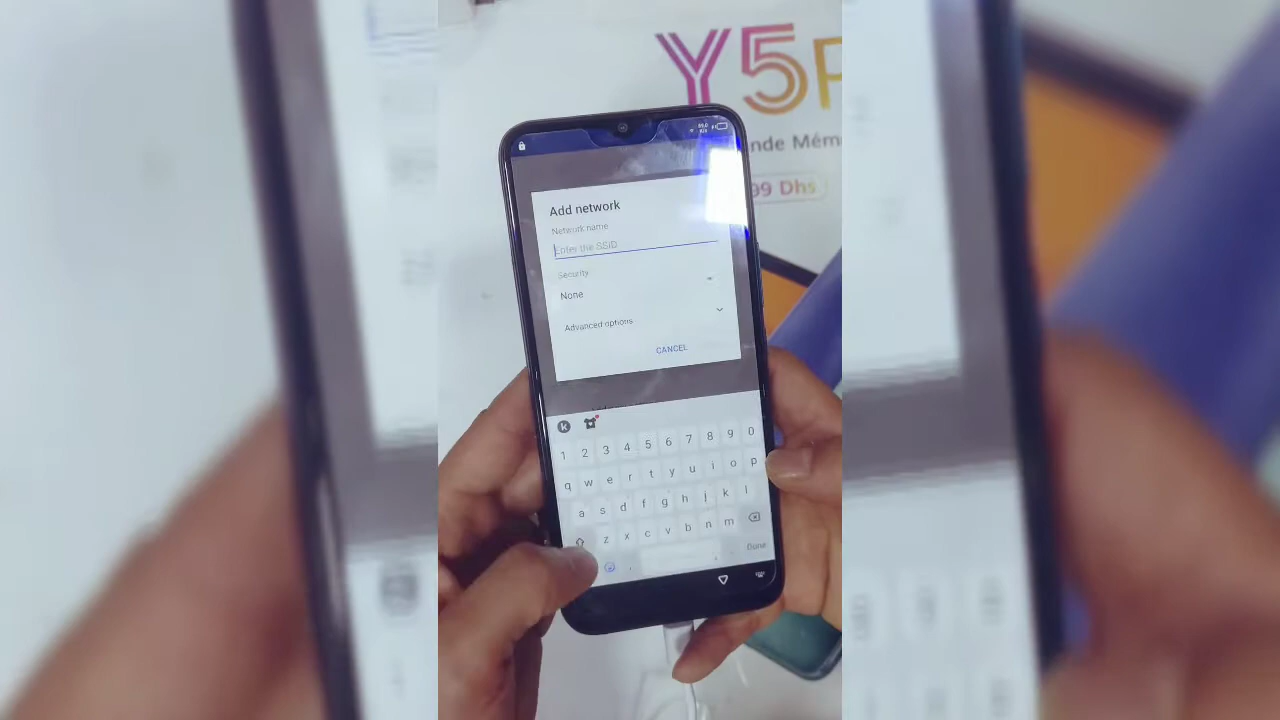 Y5P
nde Mém
99 Dhs
Add network
Network name
Enter the SSID
Security
None
Advanced options
CANCEL
1 2 3 4 5 6 7 8 9 0
q w e r t y u i o p
a s d f g h j k l
z x c v b n m
Done